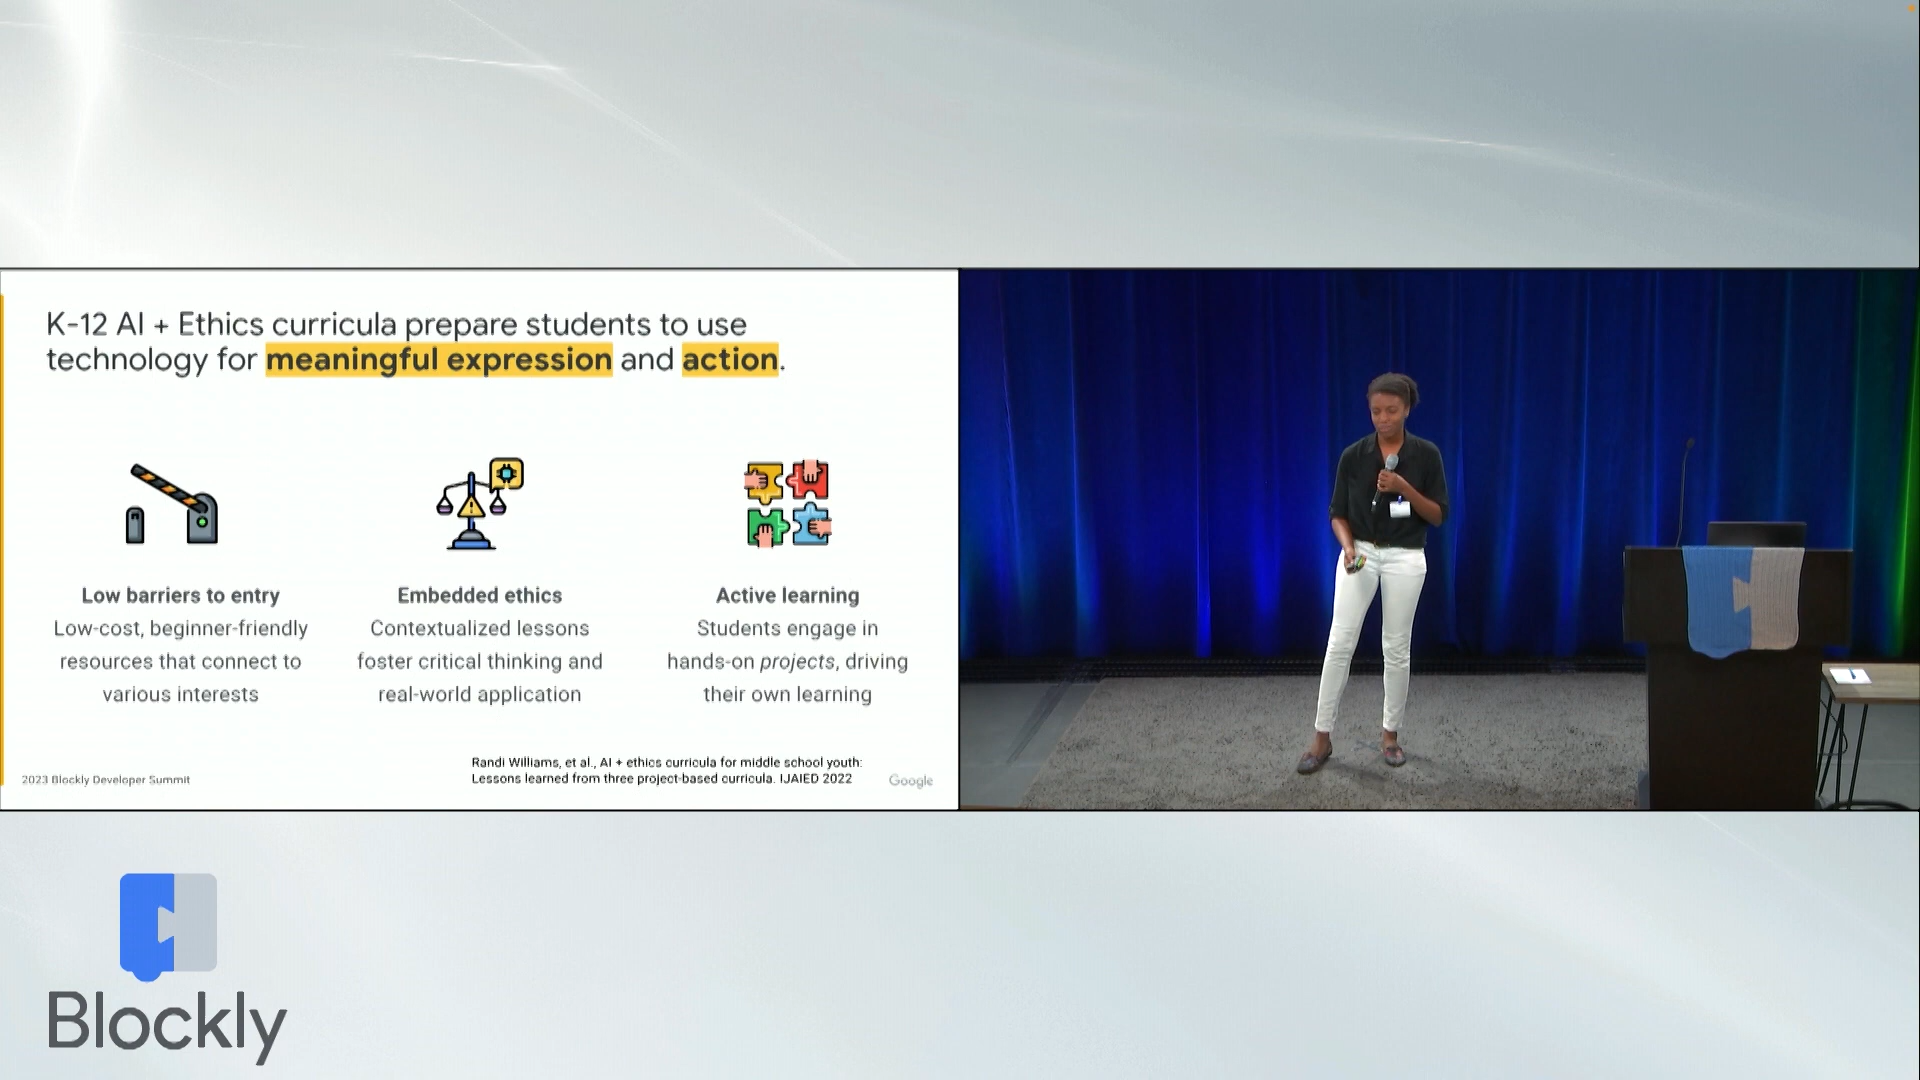 K-12 AI + Ethics curricula prepare students to use
technology for meaningful expression and action.
Low barriers to entry
Low-cost, beginner-friendly
resources that connect to
various interests
Embedded ethics
Contextualized lessons
foster critical thinking and
real-world application
Active learning
Students engage in
hands-on projects, driving
their own learning
Randi Williams, et al., AI + ethics curricula for middle school youth:
Lessons learned from three project-based curricula. IJAIED 2022
2023 Blockly Developer Summit
Google
Blockly